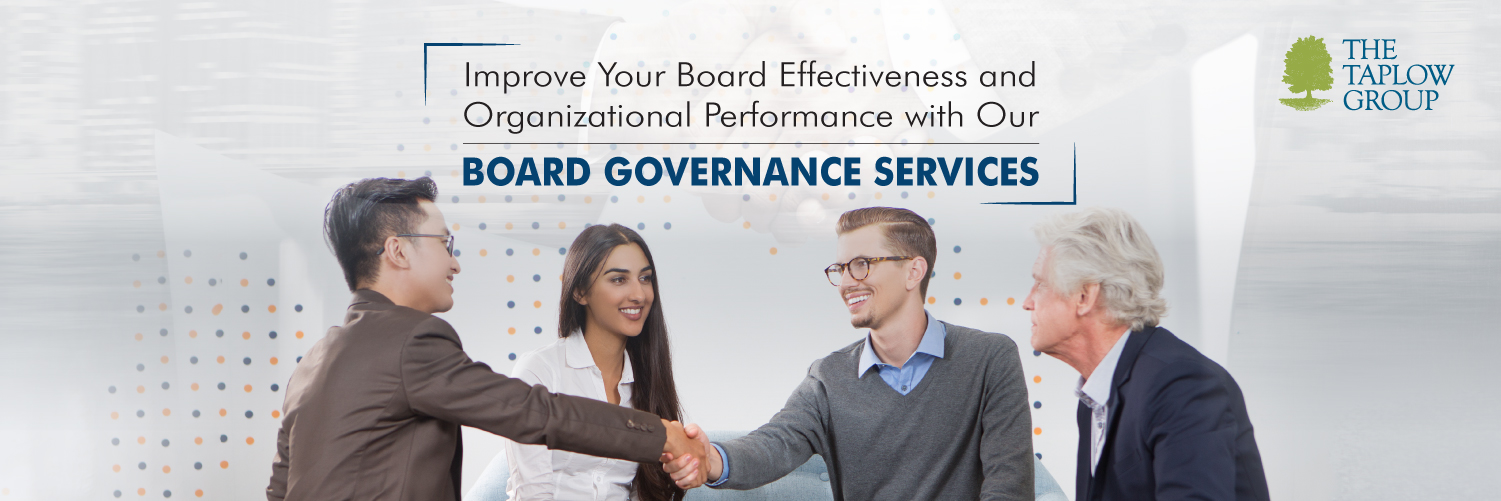 Improve Your Board Effectiveness and
Organizational Performance with Our
BOARD GOVERNANCE SERVICES
THE
TAPLOW
GROUP